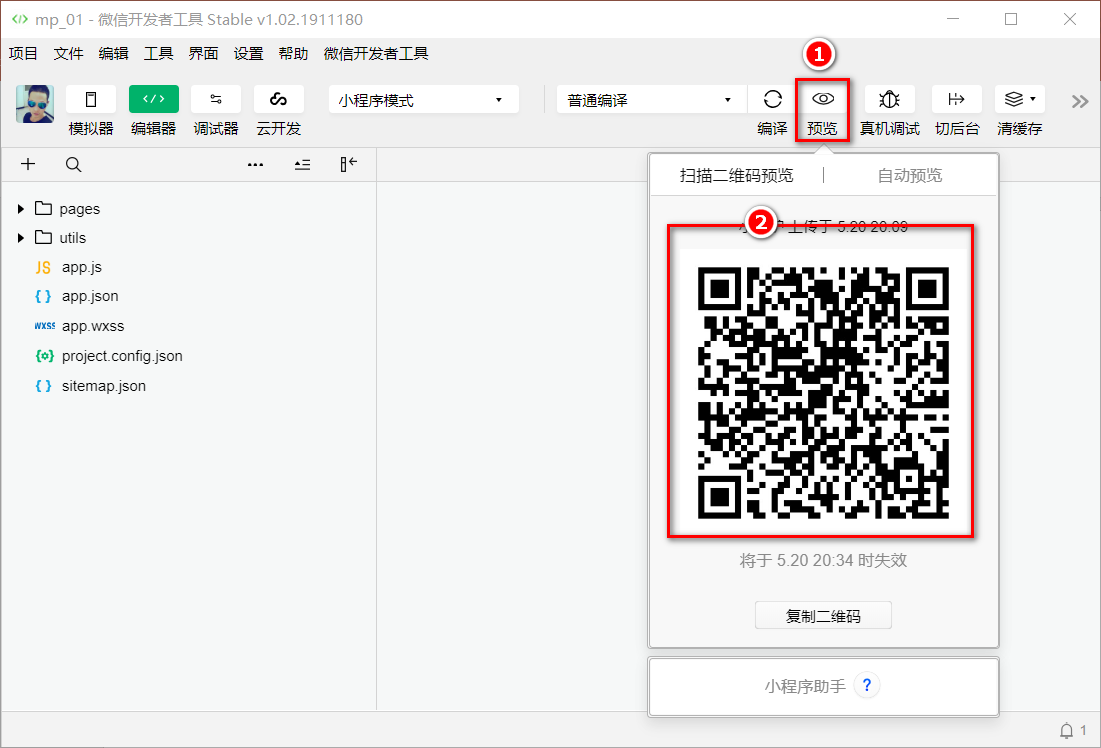 mp_01 - 微信开发者工具 Stable v1.02.1911180
项目 文件 编辑 工具 界面 设置 帮助 微信开发者工具
1
小程序模式 普通编译
模拟器 编辑器 调试器 云开发 编译 预览 真机调试 切后台 清缓存
扫描二维码预览 自动预览
pages
utils
JS app.js
{ } app.json
wxss app.wxss
project.config.json
{ } sitemap.json
2
上传于 5.20 20:09
将于 5.20 20:34 时失效
复制二维码
小程序助手 ?
1